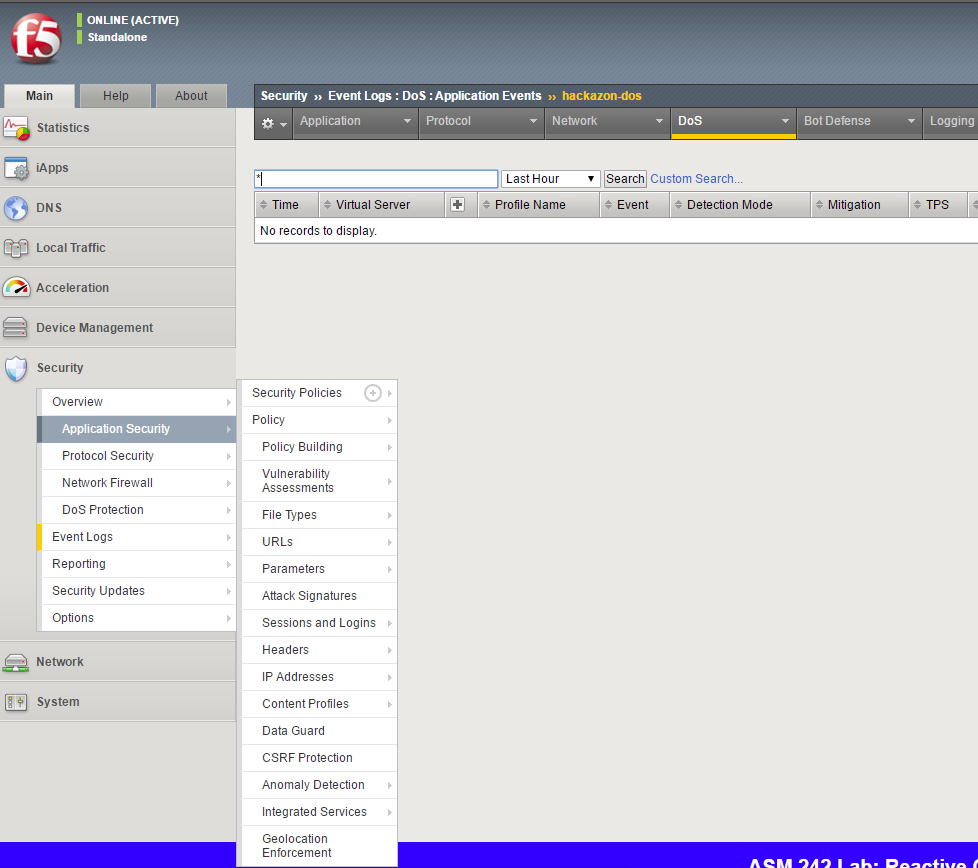 f5
ONLINE (ACTIVE)
Standalone
Main
Help
About
Statistics
iApps
DNS
Local Traffic
Acceleration
Device Management
Security
Overview
Application Security
Protocol Security
Network Firewall
DoS Protection
Event Logs
Reporting
Security Updates
Options
Network
System
Security Policies
Policy
Policy Building
Vulnerability
Assessments
File Types
URLs
Parameters
Attack Signatures
Sessions and Logins
Headers
IP Addresses
Content Profiles
Data Guard
CSRF Protection
Anomaly Detection
Integrated Services
Geolocation
Enforcement
Security ›› Event Logs : DoS : Application Events ›› hackazon-dos
Application Protocol Network DoS Bot Defense Logging
* Last Hour Search Custom Search...
Time Virtual Server Profile Name Event Detection Mode Mitigation TPS
No records to display.
ASM 242 Lab: Reactive